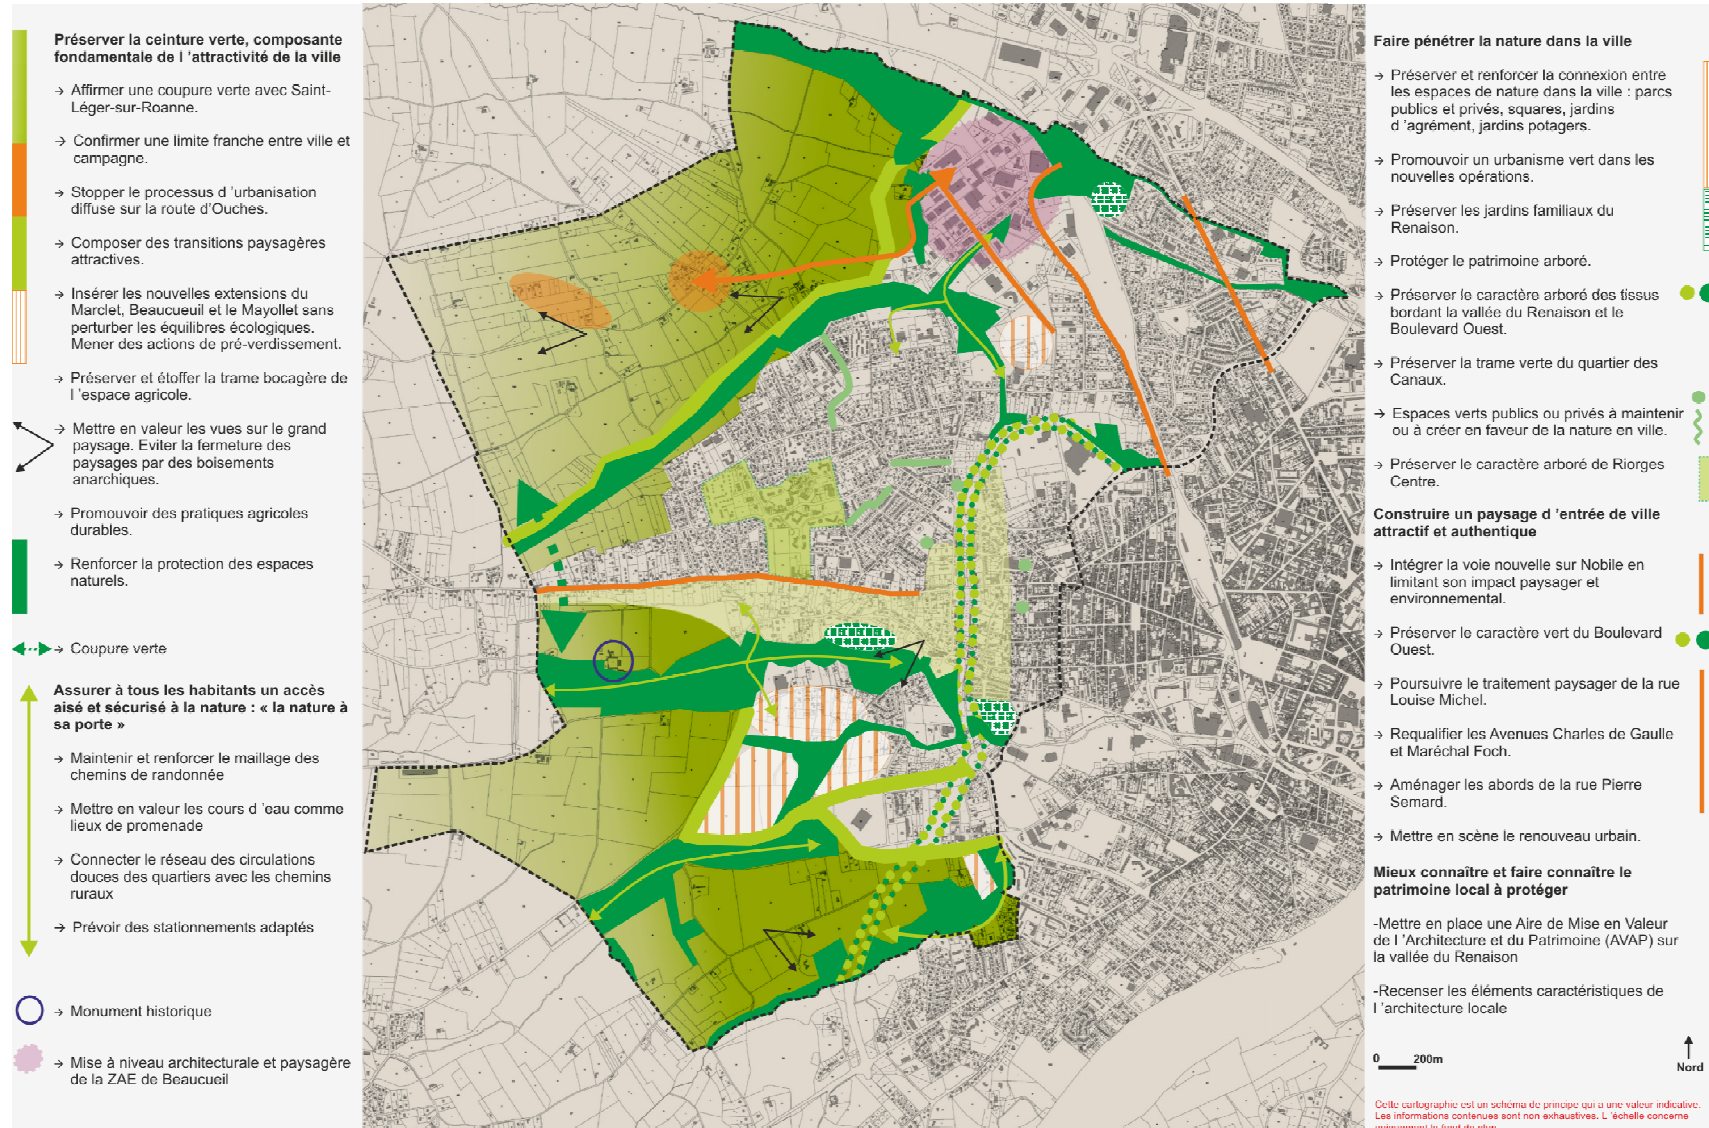 Préserver la ceinture verte, composante
fondamentale de l 'attractivité de la ville
→ Affirmer une coupure verte avec Saint-
Léger-sur-Roanne.
→ Confirmer une limite franche entre ville et
campagne.
→ Stopper le processus d 'urbanisation
diffuse sur la route d'Ouches.
→ Composer des transitions paysagères
attractives.
→ Insérer les nouvelles extensions du
Marclet, Beaucueuil et le Mayollet sans
perturber les équilibres écologiques.
Mener des actions de pré-verdissement.
→ Préserver et étoffer la trame bocagère de
l 'espace agricole.
→ Mettre en valeur les vues sur le grand
paysage. Eviter la fermeture des
paysages par des boisements
anarchiques.
→ Promouvoir des pratiques agricoles
durables.
→ Renforcer la protection des espaces
naturels.
→ Coupure verte
Assurer à tous les habitants un accès
aisé et sécurisé à la nature : « la nature à
sa porte »
→ Maintenir et renforcer le maillage des
chemins de randonnée
→ Mettre en valeur les cours d 'eau comme
lieux de promenade
→ Connecter le réseau des circulations
douces des quartiers avec les chemins
ruraux
→ Prévoir des stationnements adaptés
→ Monument historique
→ Mise à niveau architecturale et paysagère
de la ZAE de Beaucueil
Faire pénétrer la nature dans la ville
→ Préserver et renforcer la connexion entre
les espaces de nature dans la ville : parcs
publics et privés, squares, jardins
d 'agrément, jardins potagers.
→ Promouvoir un urbanisme vert dans les
nouvelles opérations.
→ Préserver les jardins familiaux du
Renaison.
→ Protéger le patrimoine arboré.
→ Préserver le caractère arboré des tissus
bordant la vallée du Renaison et le
Boulevard Ouest.
→ Préserver la trame verte du quartier des
Canaux.
→ Espaces verts publics ou privés à maintenir
ou à créer en faveur de la nature en ville.
→ Préserver le caractère arboré de Riorges
Centre.
Construire un paysage d 'entrée de ville
attractif et authentique
→ Intégrer la voie nouvelle sur Nobile en
limitant son impact paysager et
environnemental.
→ Préserver le caractère vert du Boulevard
Ouest.
→ Poursuivre le traitement paysager de la rue
Louise Michel.
→ Requalifier les Avenues Charles de Gaulle
et Maréchal Foch.
→ Aménager les abords de la rue Pierre
Semard.
→ Mettre en scène le renouveau urbain.
Mieux connaître et faire connaître le
patrimoine local à protéger
-Mettre en place une Aire de Mise en Valeur
de l 'Architecture et du Patrimoine (AVAP) sur
la vallée du Renaison
-Recenser les éléments caractéristiques de
l 'architecture locale
0 200m
Nord
Cette cartographie est un schéma de principe qui a une valeur indicative.
Les informations contenues sont non exhaustives. L 'échelle concerne